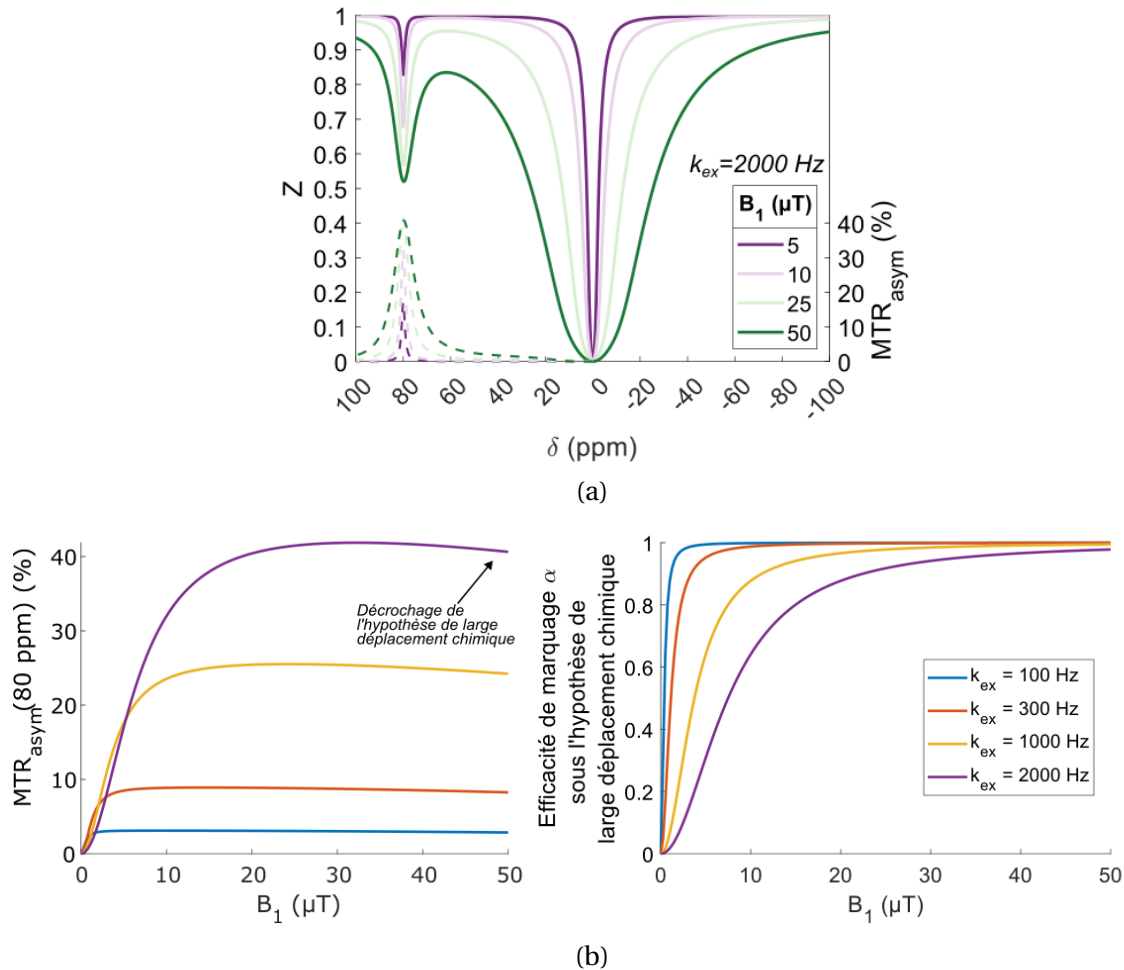 1
0.9
0.8
0.7
0.6
0.5
0.4
0.3
0.2
0.1
0
Z
k_ex=2000 Hz
B_1 (μT)
5
10
25
50
40
30
20
10
0
MTR_asym (%)
100
80
60
40
20
0
-20
-40
-60
-80
-100
δ (ppm)
(a)
MTR_asym(80 ppm) (%)
40
30
20
10
0
Décrochage de
l'hypothèse de large
déplacement chimique
0
10
20
30
40
50
B_1 (μT)
Efficacité de marquage α
sous l'hypothèse de
large déplacement chimique
1
0.8
0.6
0.4
0.2
0
k_ex = 100 Hz
k_ex = 300 Hz
k_ex = 1000 Hz
k_ex = 2000 Hz
0
10
20
30
40
50
B_1 (μT)
(b)